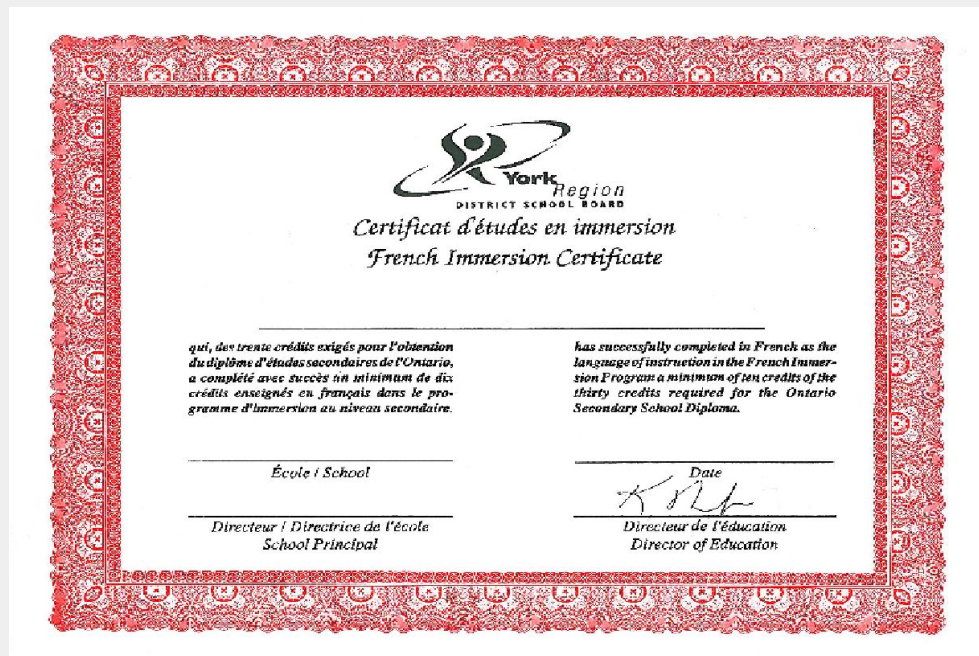 York
Region
DISTRICT SCHOOL BOARD
Certificat d'études en immersion
French Immersion Certificate
qui, des trente crédits exigés pour l'obtention
du diplôme d'études secondaires de l'Ontario,
a complété avec succès un minimum de dix
crédits enseignés en français dans le pro-
gramme d'immersion au niveau secondaire.
has successfully completed in French as the
language of instruction in the French Immer-
sion Program a minimum of ten credits of the
thirty credits required for the Ontario
Secondary School Diploma.
École / School
Date
Directeur / Directrice de l'école
School Principal
Directeur de l'éducation
Director of Education